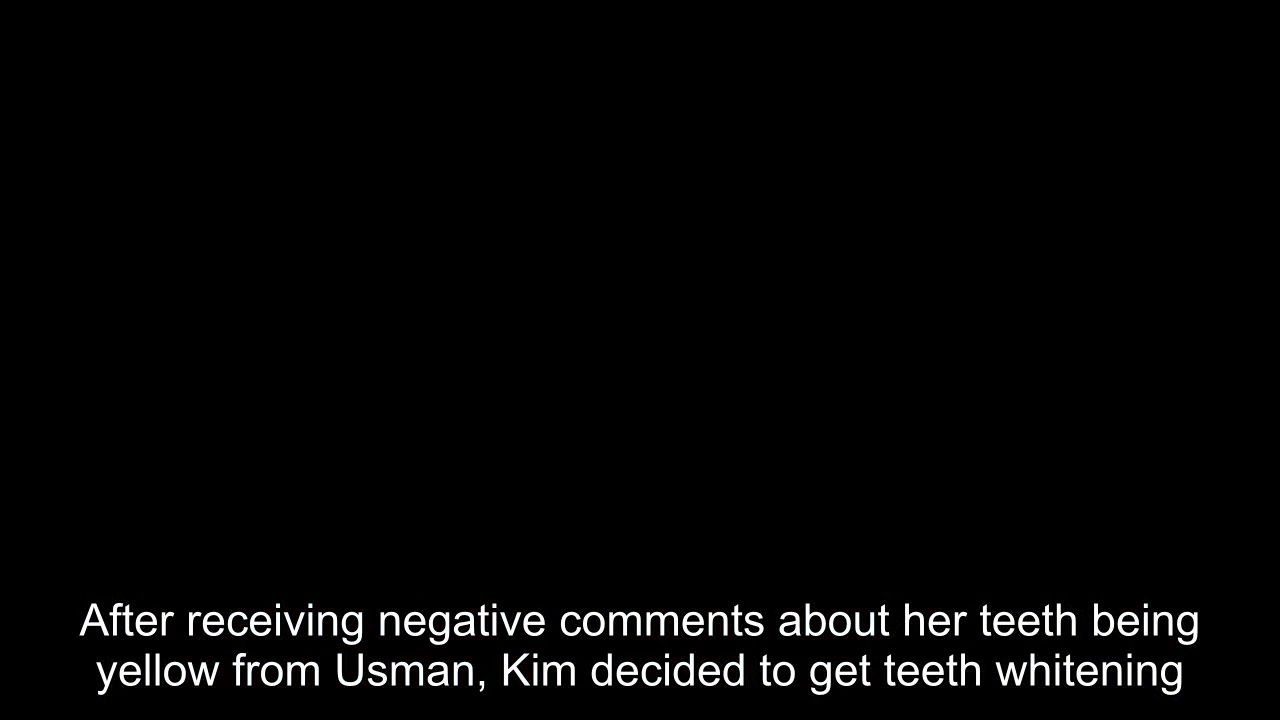 After receiving negative comments about her teeth being
yellow from Usman, Kim decided to get teeth whitening